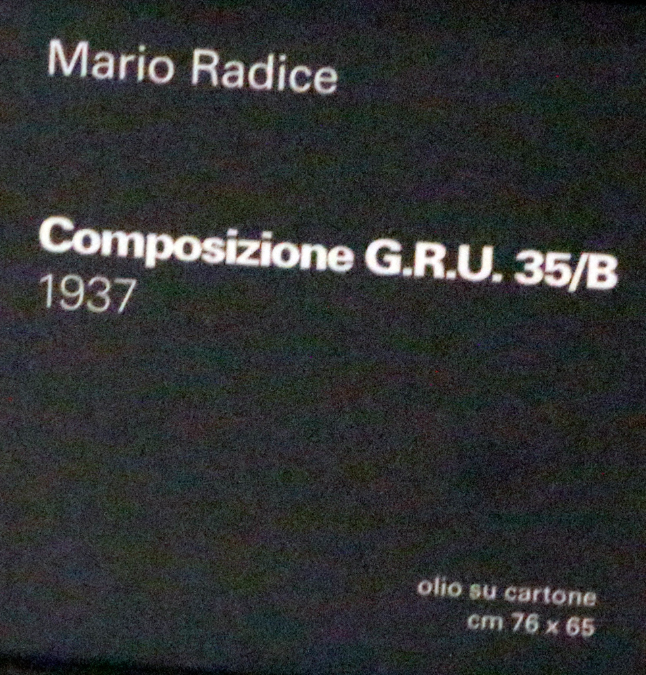 Mario Radice
Composizione G.R.U. 35/B
1937
olio su cartone
cm 76 x 65